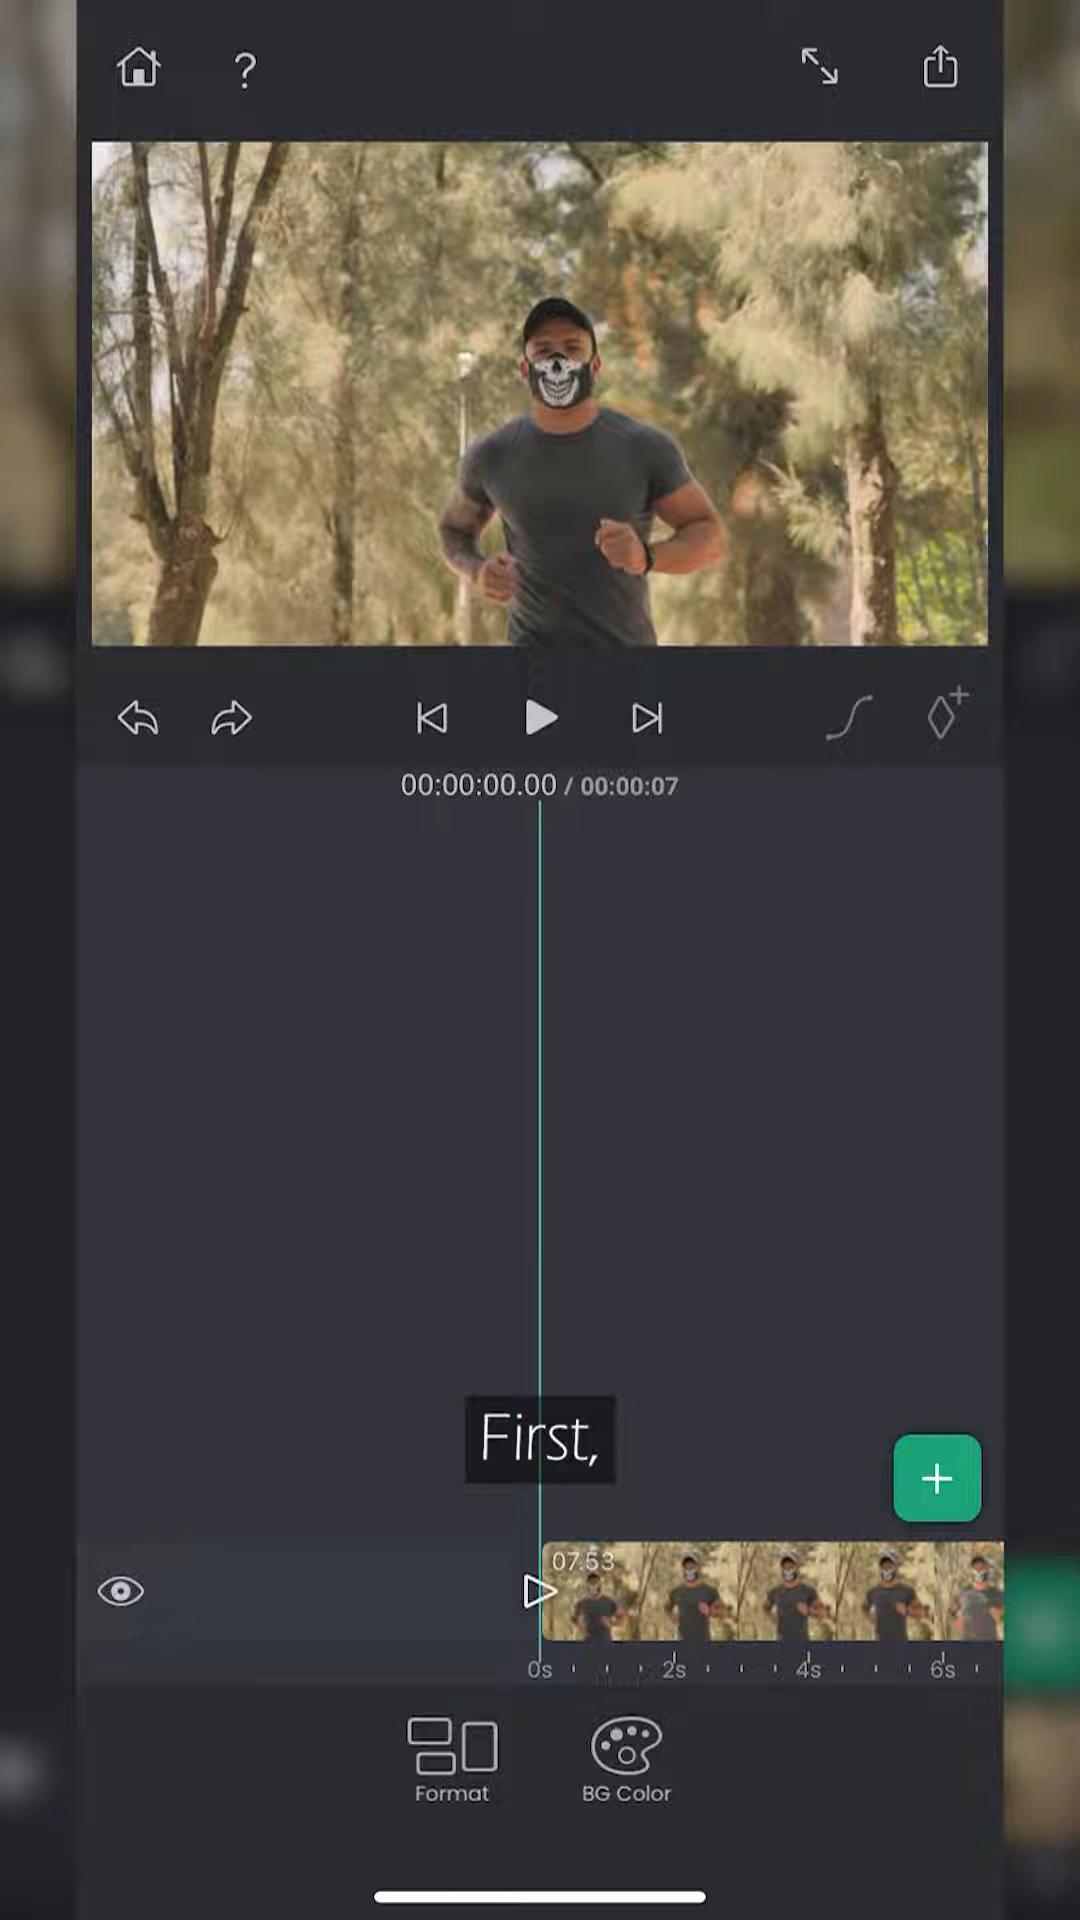 ?
00:00:00.00 / 00:00:07
First,
+
07.53
0s 2s 4s 6s
Format BG Color